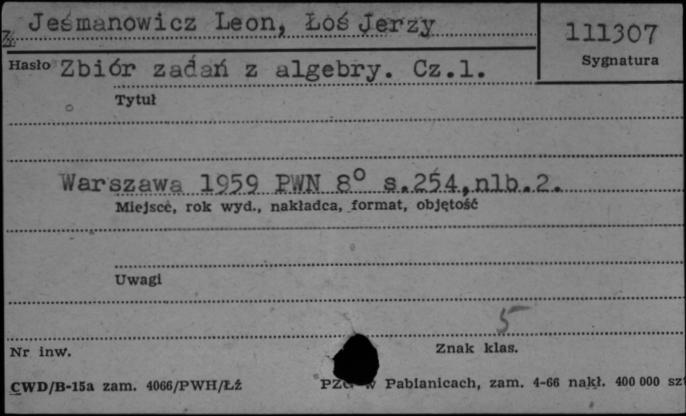 Jeśmanowicz Leon, Łoś Jerzy
111307
Sygnatura
Hasło Zbiór zadań z algebry. Cz.1.
Tytuł
Warszawa 1959 PWN 8° s.254,nlb.2.
Miejsce, rok wyd., nakładca, format, objętość
Uwagi
5
Nr inw.
Znak klas.
CWD/B-15a zam. 4066/PWH/Łź
Pabianicach, zam. 4-66 nakł. 400 000 szt